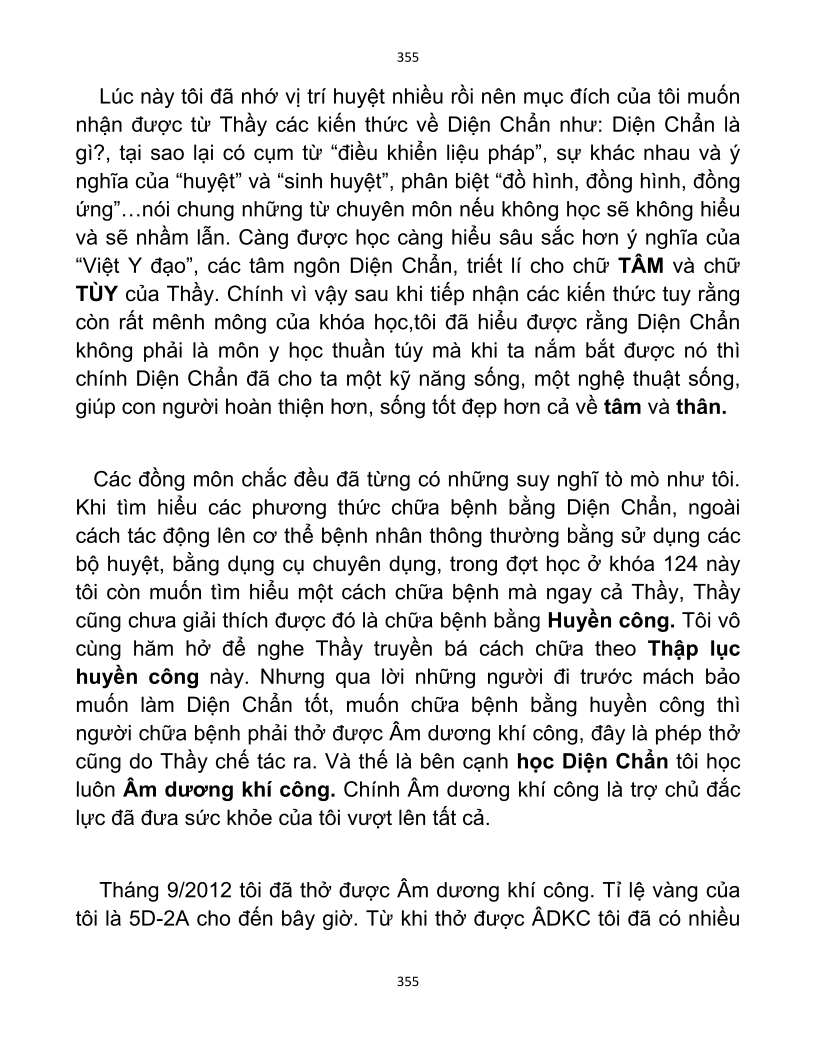 355
Lúc này tôi đã nhớ vị trí huyệt nhiều rồi nên mục đích của tôi muốn
nhận được từ Thầy các kiến thức về Diện Chẩn như: Diện Chẩn là
gì?, tại sao lại có cụm từ “điều khiển liệu pháp”, sự khác nhau và ý
nghĩa của “huyệt” và “sinh huyệt”, phân biệt “đồ hình, đồng hình, đồng
ứng”…nói chung những từ chuyên môn nếu không học sẽ không hiểu
và sẽ nhầm lẫn. Càng được học càng hiểu sâu sắc hơn ý nghĩa của
“Việt Y đạo”, các tâm ngôn Diện Chẩn, triết lí cho chữ TÂM và chữ
TÙY của Thầy. Chính vì vậy sau khi tiếp nhận các kiến thức tuy rằng
còn rất mênh mông của khóa học,tôi đã hiểu được rằng Diện Chẩn
không phải là môn y học thuần túy mà khi ta nắm bắt được nó thì
chính Diện Chẩn đã cho ta một kỹ năng sống, một nghệ thuật sống,
giúp con người hoàn thiện hơn, sống tốt đẹp hơn cả về tâm và thân.
Các đồng môn chắc đều đã từng có những suy nghĩ tò mò như tôi.
Khi tìm hiểu các phương thức chữa bệnh bằng Diện Chẩn, ngoài
cách tác động lên cơ thể bệnh nhân thông thường bằng sử dụng các
bộ huyệt, bằng dụng cụ chuyên dụng, trong đợt học ở khóa 124 này
tôi còn muốn tìm hiểu một cách chữa bệnh mà ngay cả Thầy, Thầy
cũng chưa giải thích được đó là chữa bệnh bằng Huyền công. Tôi vô
cùng hăm hở để nghe Thầy truyền bá cách chữa theo Thập lục
huyền công này. Nhưng qua lời những người đi trước mách bảo
muốn làm Diện Chẩn tốt, muốn chữa bệnh bằng huyền công thì
người chữa bệnh phải thở được Âm dương khí công, đây là phép thở
cũng do Thầy chế tác ra. Và thế là bên cạnh học Diện Chẩn tôi học
luôn Âm dương khí công. Chính Âm dương khí công là trợ chủ đắc
lực đã đưa sức khỏe của tôi vượt lên tất cả.
Tháng 9/2012 tôi đã thở được Âm dương khí công. Tỉ lệ vàng của
tôi là 5D-2A cho đến bây giờ. Từ khi thở được ÂDKC tôi đã có nhiều
355